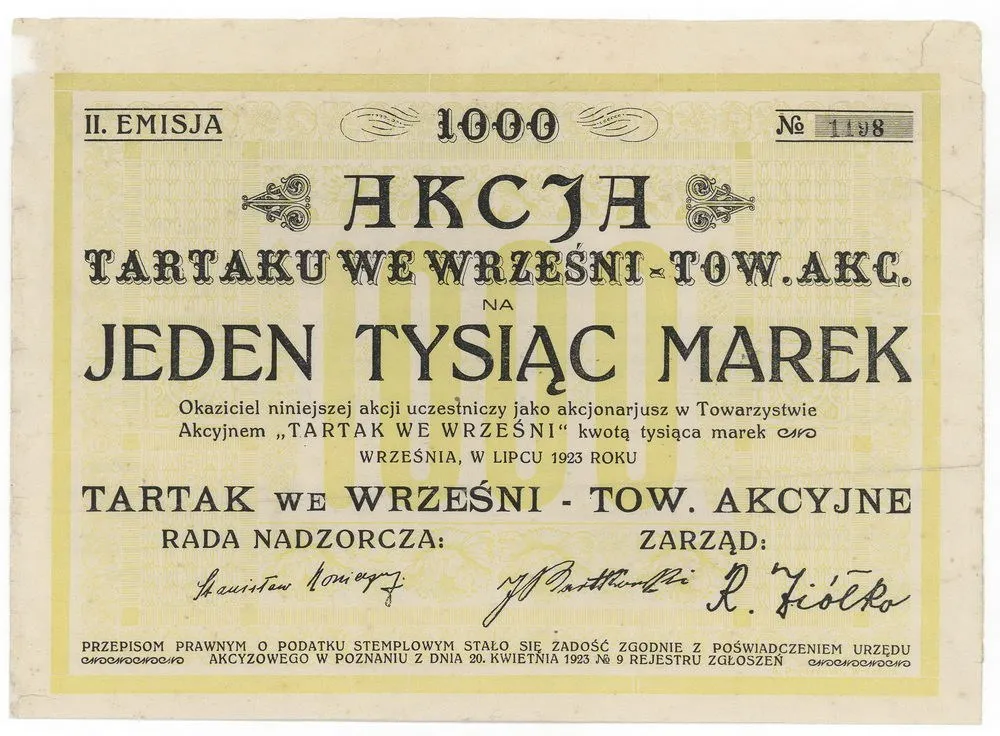 II. EMISJA
1000
No 1198
AKCJA
TARTAKU WE WRZEŚNI - TOW. AKC.
NA
JEDEN TYSIĄC MAREK
Okaziciel niniejszej akcji uczestniczy jako akcjonarjusz w Towarzystwie
Akcyjnem „TARTAK WE WRZEŚNI“ kwotą tysiąca marek
WRZEŚNIA, W LIPCU 1923 ROKU
TARTAK WE WRZEŚNI - TOW. AKCYJNE
RADA NADZORCZA: ZARZĄD:
Stanisław R. Ziółko
PRZEPISOM PRAWNYM O PODATKU STEMPLOWYM STAŁO SIĘ ZADOŚĆ ZGODNIE Z POŚWIADCZENIEM URZĘDU
AKCYZOWEGO W POZNANIU Z DNIA 20. KWIETNIA 1923 № 9 REJESTRU ZGŁOSZEŃ